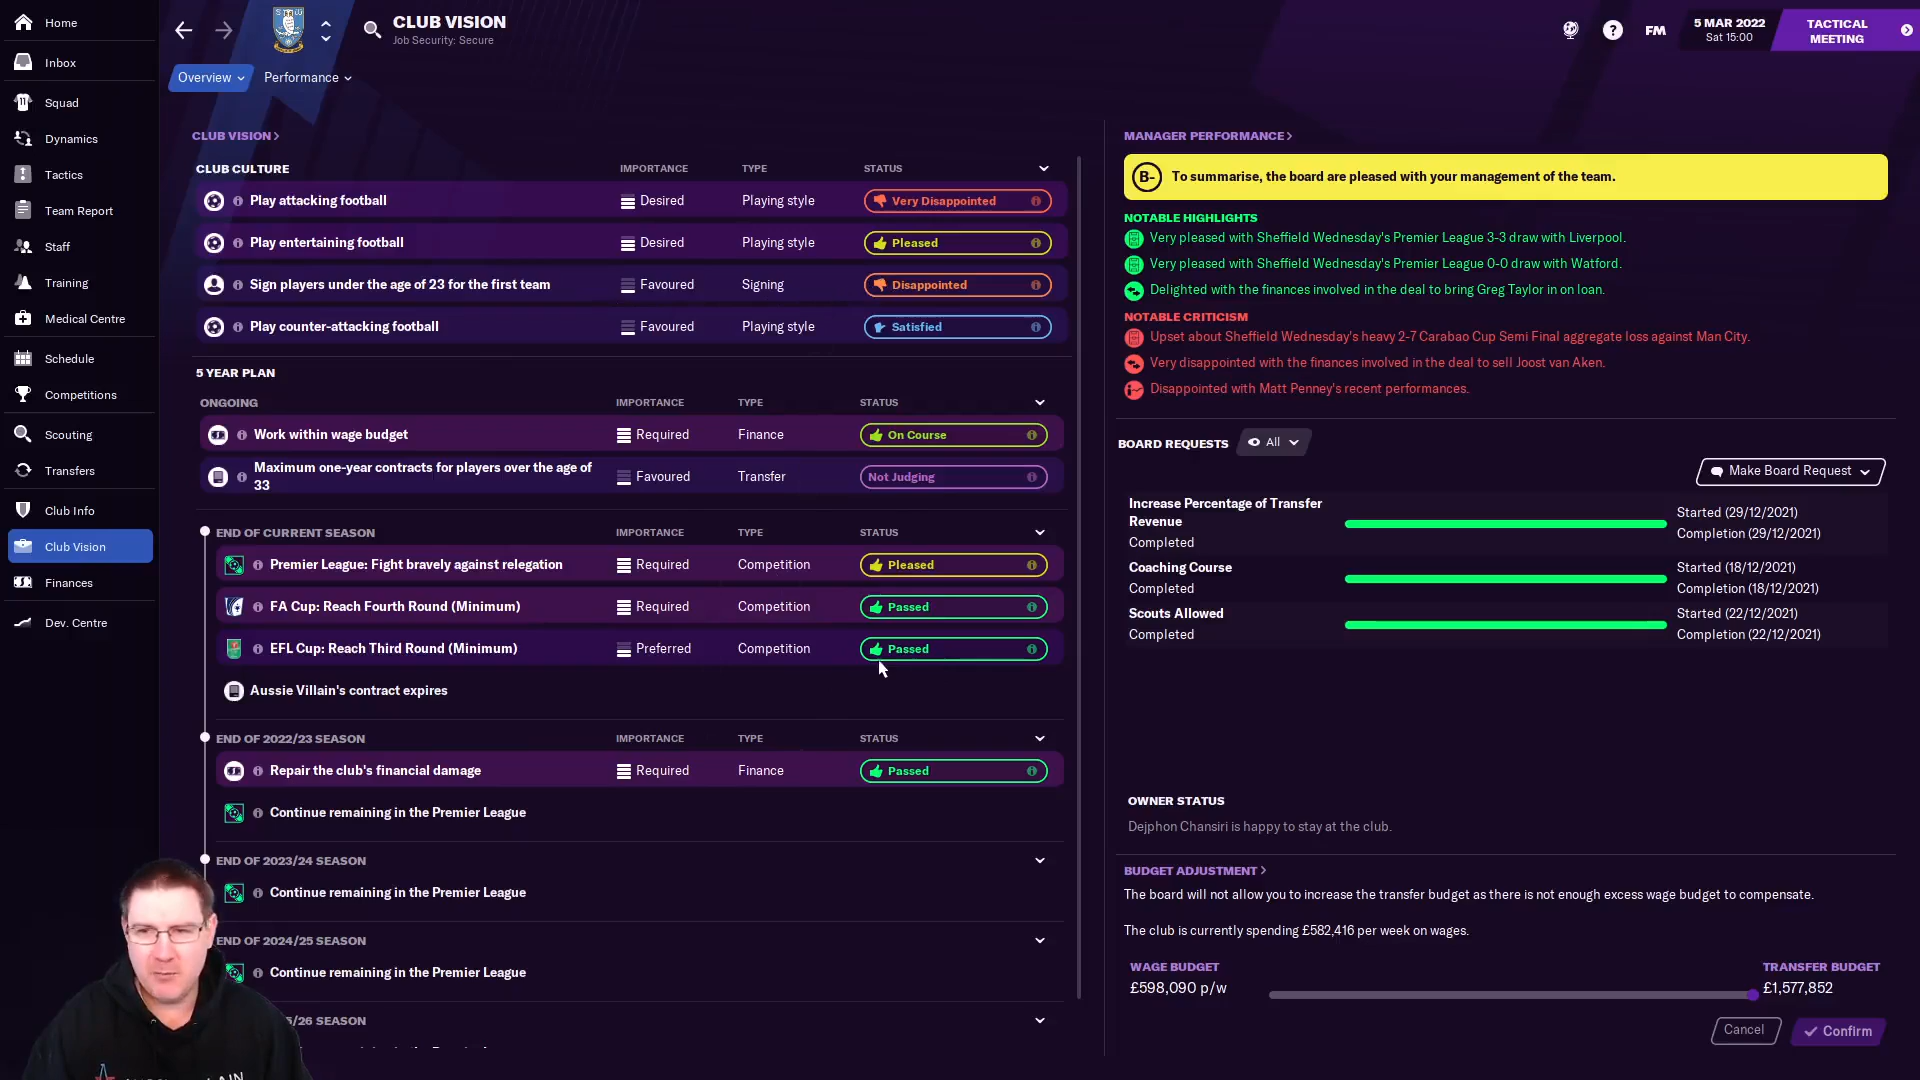 Home
Inbox
Squad
Dynamics
Tactics
Team Report
Staff
Training
Medical Centre
Schedule
Competitions
Scouting
Transfers
Club Info
Club Vision
Finances
Dev. Centre
CLUB VISION
Job Security: Secure
FM
5 MAR 2022
Sat 15:00
TACTICAL
MEETING
Overview
Performance
CLUB VISION
CLUB CULTURE IMPORTANCE TYPE STATUS
Play attacking football Desired Playing style Very Disappointed
Play entertaining football Desired Playing style Pleased
Sign players under the age of 23 for the first team Favoured Signing Disappointed
Play counter-attacking football Favoured Playing style Satisfied
5 YEAR PLAN
ONGOING IMPORTANCE TYPE STATUS
Work within wage budget Required Finance On Course
Maximum one-year contracts for players over the age of
33 Favoured Transfer Not Judging
END OF CURRENT SEASON IMPORTANCE TYPE STATUS
Premier League: Fight bravely against relegation Required Competition Pleased
FA Cup: Reach Fourth Round (Minimum) Required Competition Passed
EFL Cup: Reach Third Round (Minimum) Preferred Competition Passed
Aussie Villain's contract expires
END OF 2022/23 SEASON IMPORTANCE TYPE STATUS
Repair the club's financial damage Required Finance Passed
Continue remaining in the Premier League
END OF 2023/24 SEASON
Continue remaining in the Premier League
END OF 2024/25 SEASON
Continue remaining in the Premier League
/26 SEASON
MANAGER PERFORMANCE
B- To summarise, the board are pleased with your management of the team.
NOTABLE HIGHLIGHTS
Very pleased with Sheffield Wednesday's Premier League 3-3 draw with Liverpool.
Very pleased with Sheffield Wednesday's Premier League 0-0 draw with Watford.
Delighted with the finances involved in the deal to bring Greg Taylor in on loan.
NOTABLE CRITICISM
Upset about Sheffield Wednesday's heavy 2-7 Carabao Cup Semi Final aggregate loss against Man City.
Very disappointed with the finances involved in the deal to sell Joost van Aken.
Disappointed with Matt Penney's recent performances.
BOARD REQUESTS All
Make Board Request
Increase Percentage of Transfer
Revenue
Completed
Started (29/12/2021)
Completion (29/12/2021)
Coaching Course
Completed
Started (18/12/2021)
Completion (18/12/2021)
Scouts Allowed
Completed
Started (22/12/2021)
Completion (22/12/2021)
OWNER STATUS
Dejphon Chansiri is happy to stay at the club.
BUDGET ADJUSTMENT
The board will not allow you to increase the transfer budget as there is not enough excess wage budget to compensate.
The club is currently spending £582,416 per week on wages.
WAGE BUDGET
£598,090 p/w
TRANSFER BUDGET
£1,577,852
Cancel
Confirm